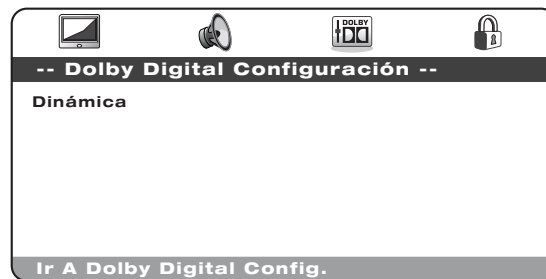 DOLBY
-- Dolby Digital Configuración --
Dinámica
Ir A Dolby Digital Config.